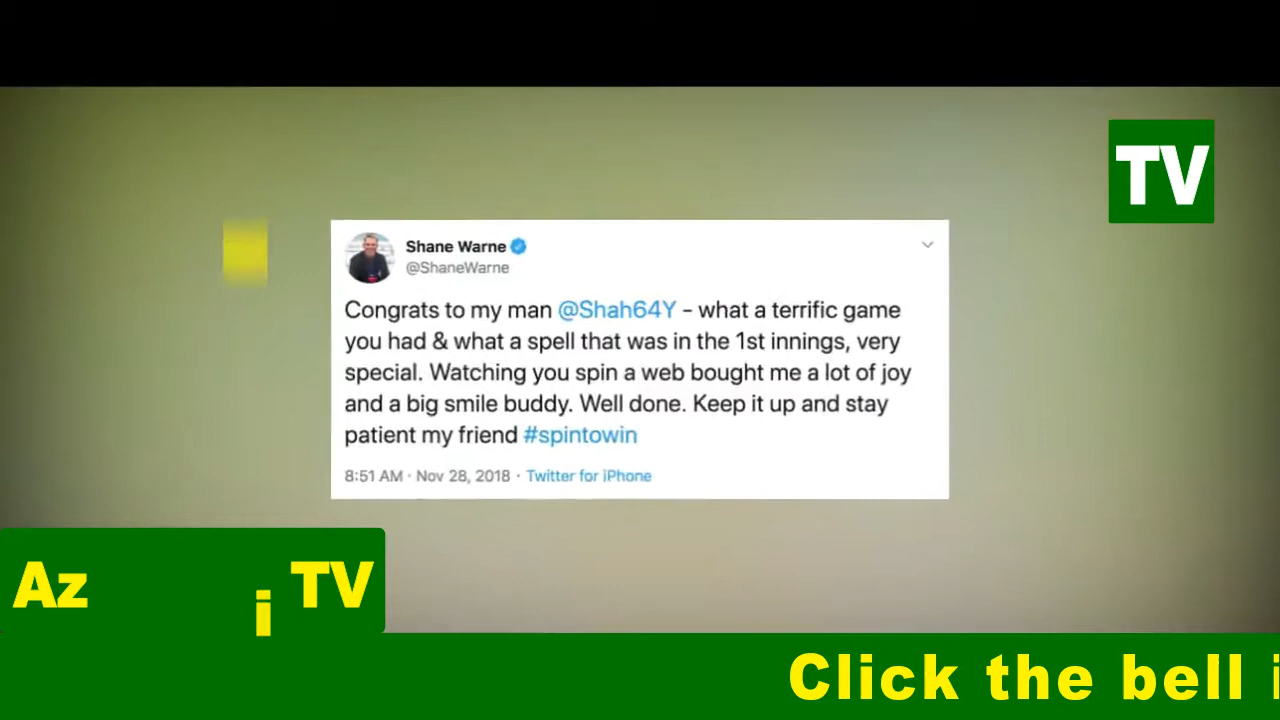 TV
Shane Warne
@ShaneWarne
Congrats to my man @Shah64Y - what a terrific game
you had & what a spell that was in the 1st innings, very
special. Watching you spin a web bought me a lot of joy
and a big smile buddy. Well done. Keep it up and stay
patient my friend #spintowin
8:51 AM · Nov 28, 2018 · Twitter for iPhone
Az i TV
Click the bell